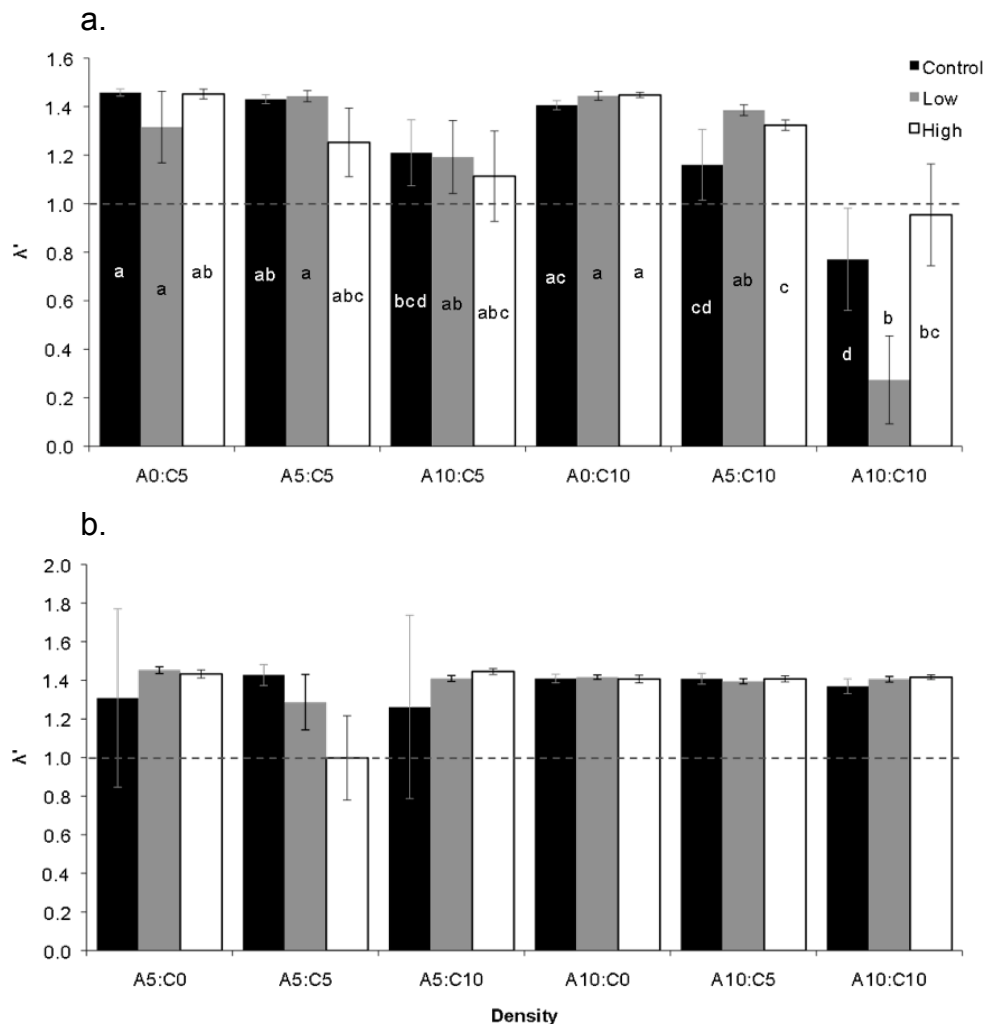 a.
1.6
1.4
1.2
1.0
0.8
0.6
0.4
0.2
0.0
λ'
Control
Low
High
a a ab ab a abc bcd ab abc ac a a cd ab c d b bc
A0:C5 A5:C5 A10:C5 A0:C10 A5:C10 A10:C10
b.
2.0
1.8
1.6
1.4
1.2
1.0
0.8
0.6
0.4
0.2
0.0
λ'
A5:C0 A5:C5 A5:C10 A10:C0 A10:C5 A10:C10
Density